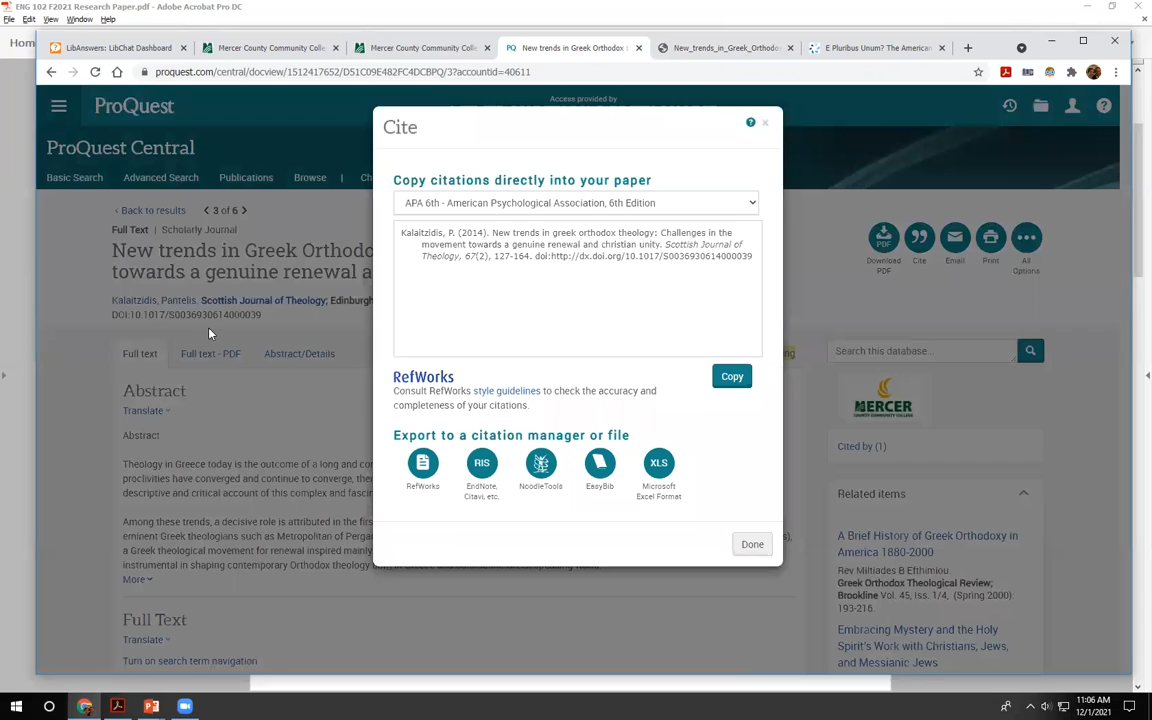 ENG 102 F2021 Research Paper.pdf - Adobe Acrobat Pro DC
File Edit View Window Help
Hom
LibAnswers: LibChat Dashboard
Mercer County Community Colle
Mercer County Community Colle
PQ New trends in Greek Orthodox
New_trends_in_Greek_Orthodo
E Pluribus Unum? The American
proquest.com/central/docview/1512417652/D51C09E482FC4DCBPQ/3?accountid=40611
ProQuest
Access provided by
ProQuest Central
Basic Search Advanced Search Publications Browse Ch
< Back to results < 3 of 6 >
Full Text | Scholarly Journal
New trends in Greek Orthodo
towards a genuine renewal a
Kalaitzidis, Pantelis. Scottish Journal of Theology; Edinburgh
DOI:10.1017/S0036930614000039
Download PDF
Cite
Email
Print
All Options
Full text Full text - PDF Abstract/Details
ng
Search this database...
Abstract
Translate
Abstract
Theology in Greece today is the outcome of a long and con
proclivities have converged and continue to converge, the
descriptive and critical account of this complex and fascin
Among these trends, a decisive role is attributed in the firs
eminent Greek theologians such as Metropolitan of Pergam
),
a Greek theological movement for renewal inspired mainly
instrumental in shaping contemporary Orthodox theology
More
Full Text
Translate
Turn on search term navigation
Cite
Copy citations directly into your paper
APA 6th - American Psychological Association, 6th Edition
Kalaitzidis, P. (2014). New trends in greek orthodox theology: Challenges in the
movement towards a genuine renewal and christian unity. Scottish Journal of
Theology, 67(2), 127-164. doi:http://dx.doi.org/10.1017/S0036930614000039
RefWorks
Copy
Consult RefWorks style guidelines to check the accuracy and
completeness of your citations.
Export to a citation manager or file
RIS
XLS
RefWorks
EndNote, Citavi, etc.
NoodleTools
EasyBib
Microsoft Excel Format
Done
MERCER
Cited by (1)
Related items
A Brief History of Greek Orthodoxy in
America 1880-2000
Rev Miltiades B Efthimiou.
Greek Orthodox Theological Review;
Brookline Vol. 45, Iss. 1/4, (Spring 2000):
193-216.
Embracing Mystery and the Holy
Spirit's Work with Christians, Jews,
and Messianic Jews
11:06 AM
12/1/2021